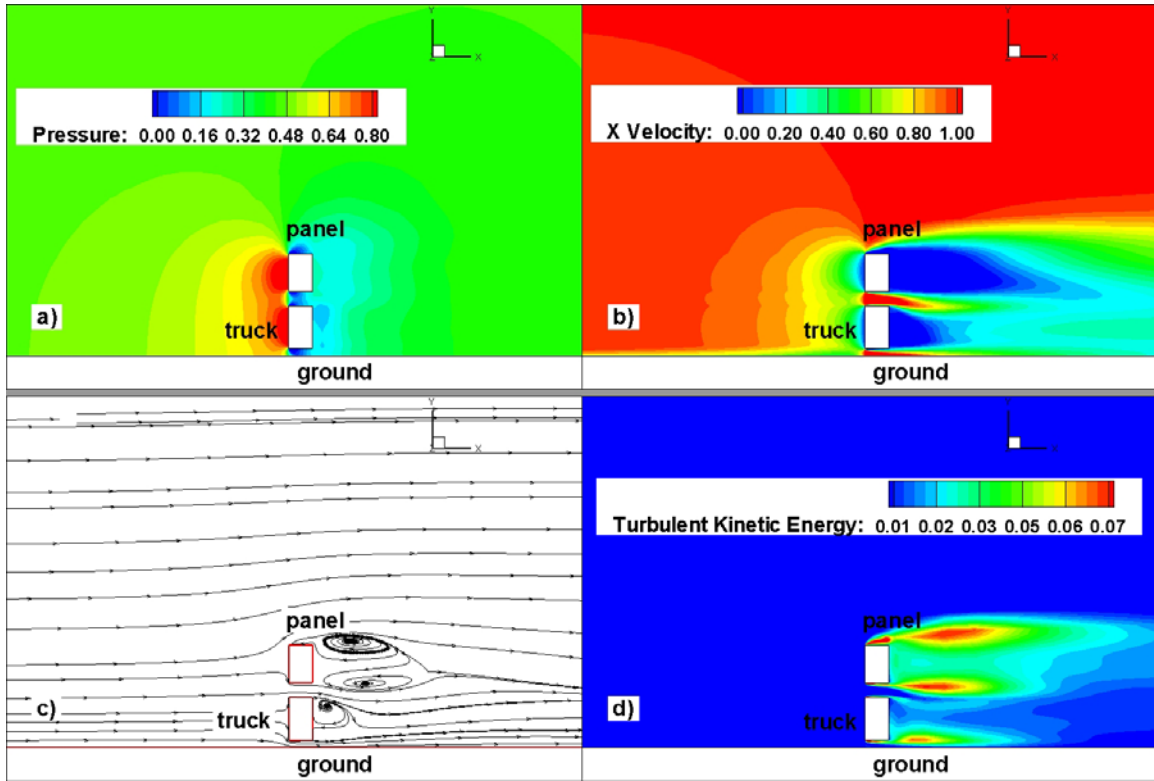 Y
X
Z
Pressure: 0.00 0.16 0.32 0.48 0.64 0.80
panel
a)
truck
ground
Y
X
Z
X Velocity: 0.00 0.20 0.40 0.60 0.80 1.00
panel
b)
truck
ground
Y
X
Z
panel
c)
truck
ground
Turbulent Kinetic Energy: 0.01 0.02 0.03 0.05 0.06 0.07
panel
d)
truck
ground